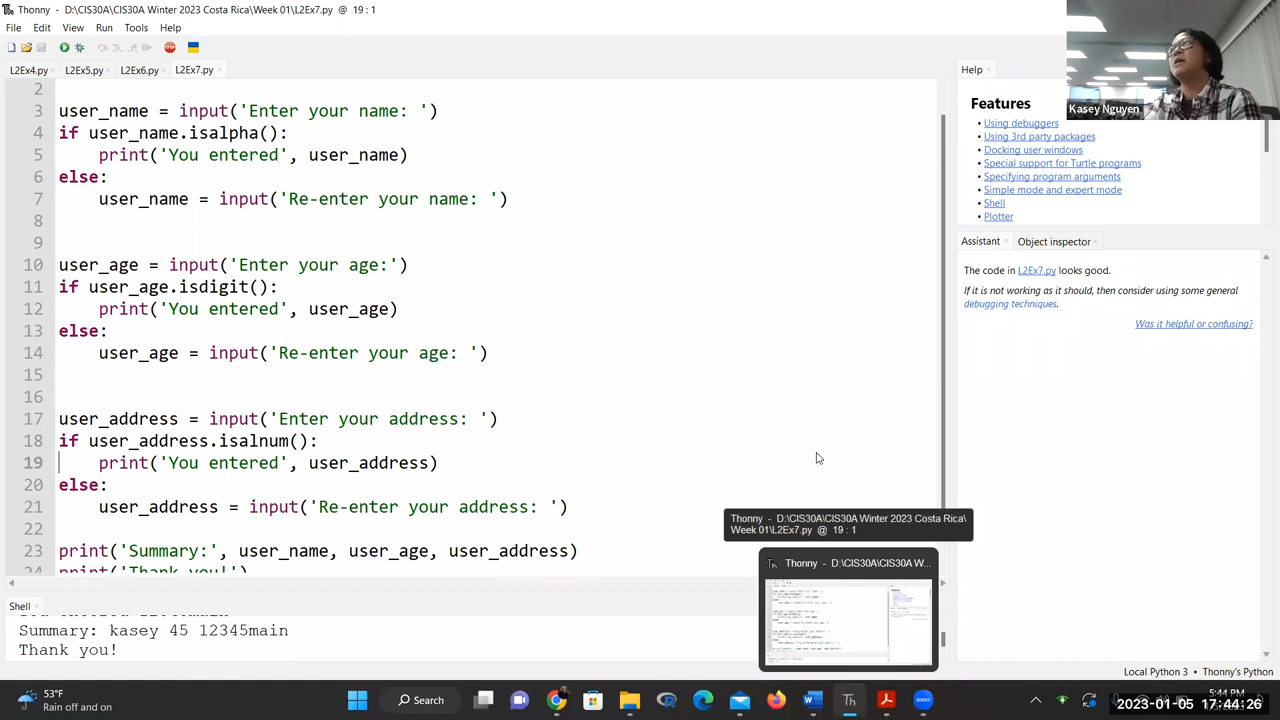 Thonny - D:\CIS30A\CIS30A Winter 2023 Costa Rica\Week 01\L2Ex7.py @ 19 : 1
File Edit View Run Tools Help
L2Ex4.py L2Ex5.py L2Ex6.py L2Ex7.py
2
3 user_name = input('Enter your name: ')
4 if user_name.isalpha():
5 print('You entered', user_name)
6 else:
7 user_name = input('Re-enter your name: ')
8
9
10 user_age = input('Enter your age:')
11 if user_age.isdigit():
12 print('You entered', user_age)
13 else:
14 user_age = input('Re-enter your age: ')
15
16
17 user_address = input('Enter your address: ')
18 if user_address.isalnum():
19 print('You entered', user_address)
20 else:
21 user_address = input('Re-enter your address: ')
22
23 print('Summary:', user_name, user_age, user_address)
24 print('Thank you!')
Shell
Summary: kasey 45 12345main
Thank
Help
Features
• Using debuggers
• Using 3rd party packages
• Docking user windows
• Special support for Turtle programs
• Specifying program arguments
• Simple mode and expert mode
• Shell
• Plotter
Kasey Nguyen
Assistant Object inspector
The code in L2Ex7.py looks good.
If it is not working as it should, then consider using some general
debugging techniques.
Was it helpful or confusing?
Thonny - D:\CIS30A\CIS30A Winter 2023 Costa Rica\
Week 01\L2Ex7.py @ 19 : 1
Thonny - D:\CIS30A\CIS30A W...
Local Python 3 • Thonny's Python
53°F
Rain off and on
Search
5:44 PM
2023-01-05 17:44:26